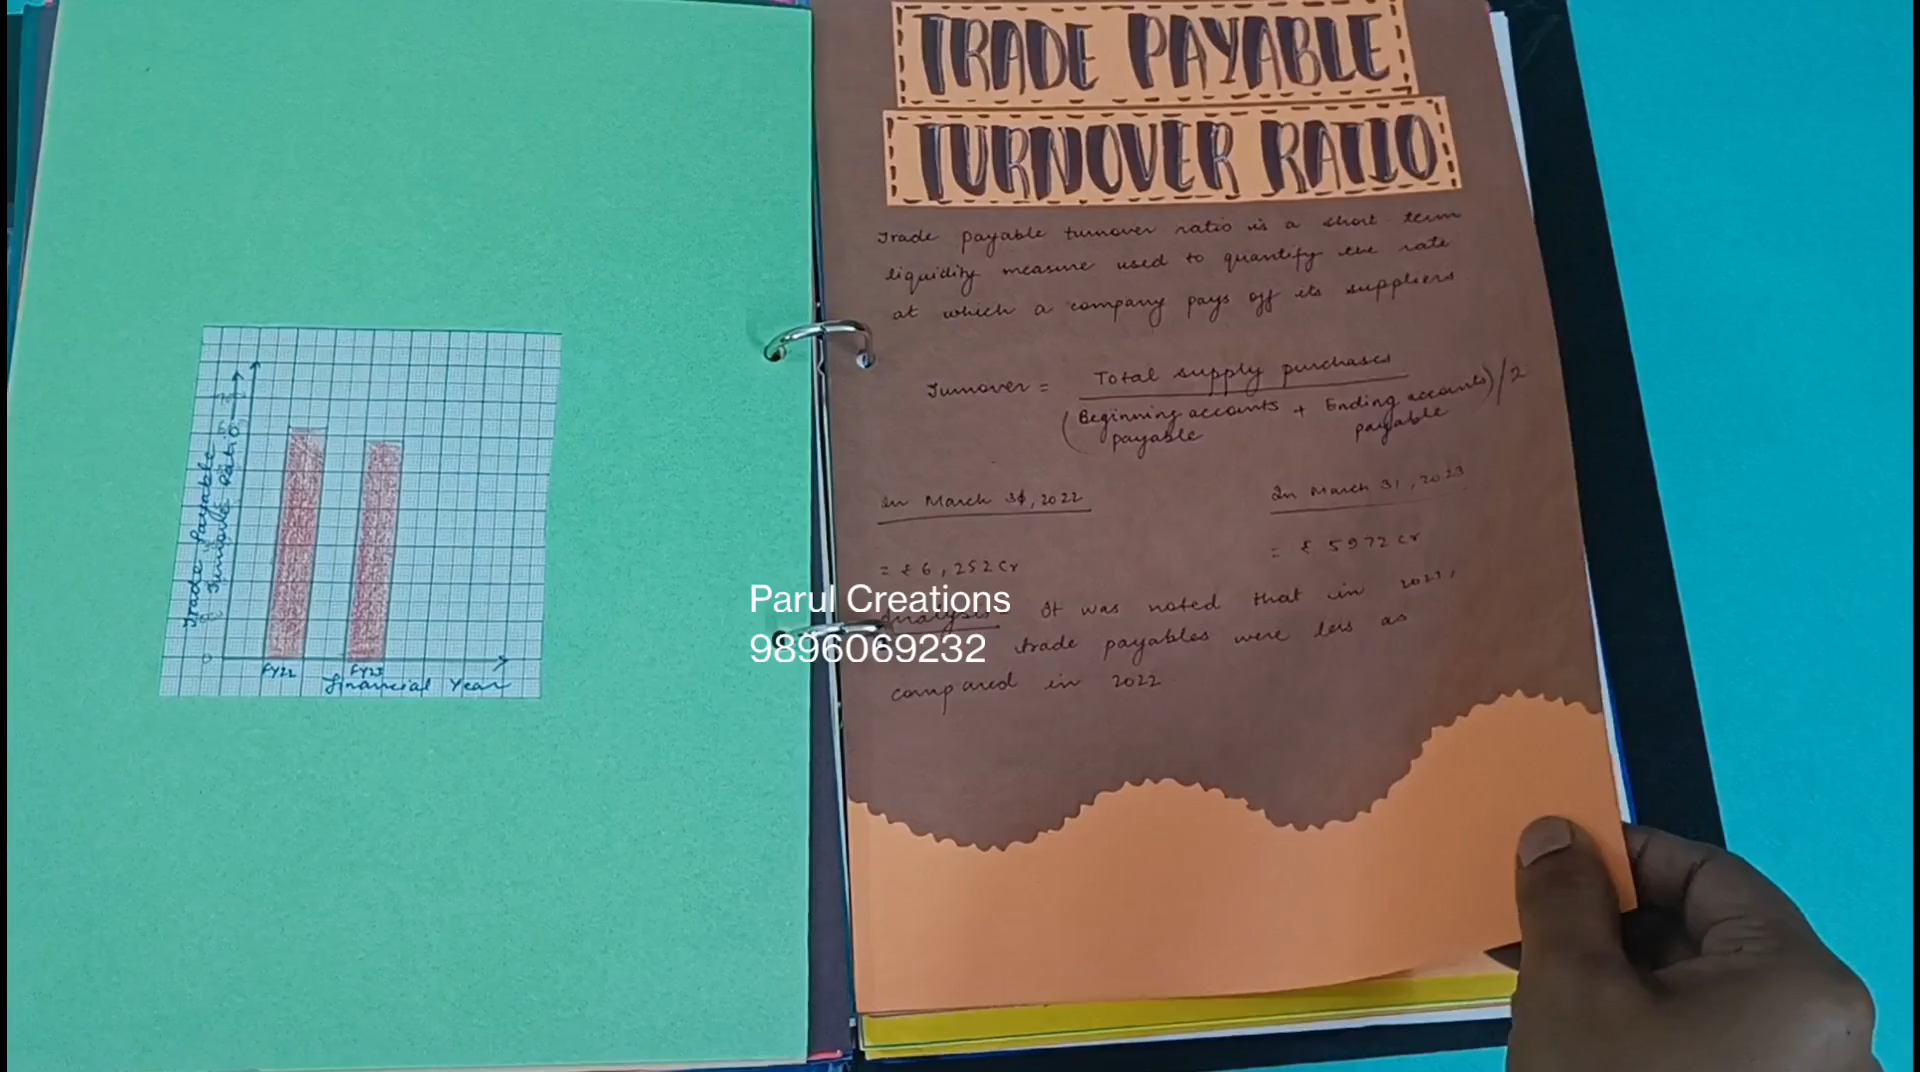 Trade Payable
Turnover Ratio
0
FY22
FY23
Financial Year
TRADE PAYABLE
TURNOVER RATIO
Trade payable turnover ratio is a short term
liquidity measure used to quantify the rate
at which a company pays off its suppliers
Turnover = Total supply purchases
(Beginning accounts + Ending accounts)/2
payable payable
In March 31, 2022
In March 31, 2023
= ₹ 6,252 Cr
= ₹ 5972 Cr
Parul Creations
9896069232
Analysis It was noted that in 2023,
trade payables were less as
compared in 2022